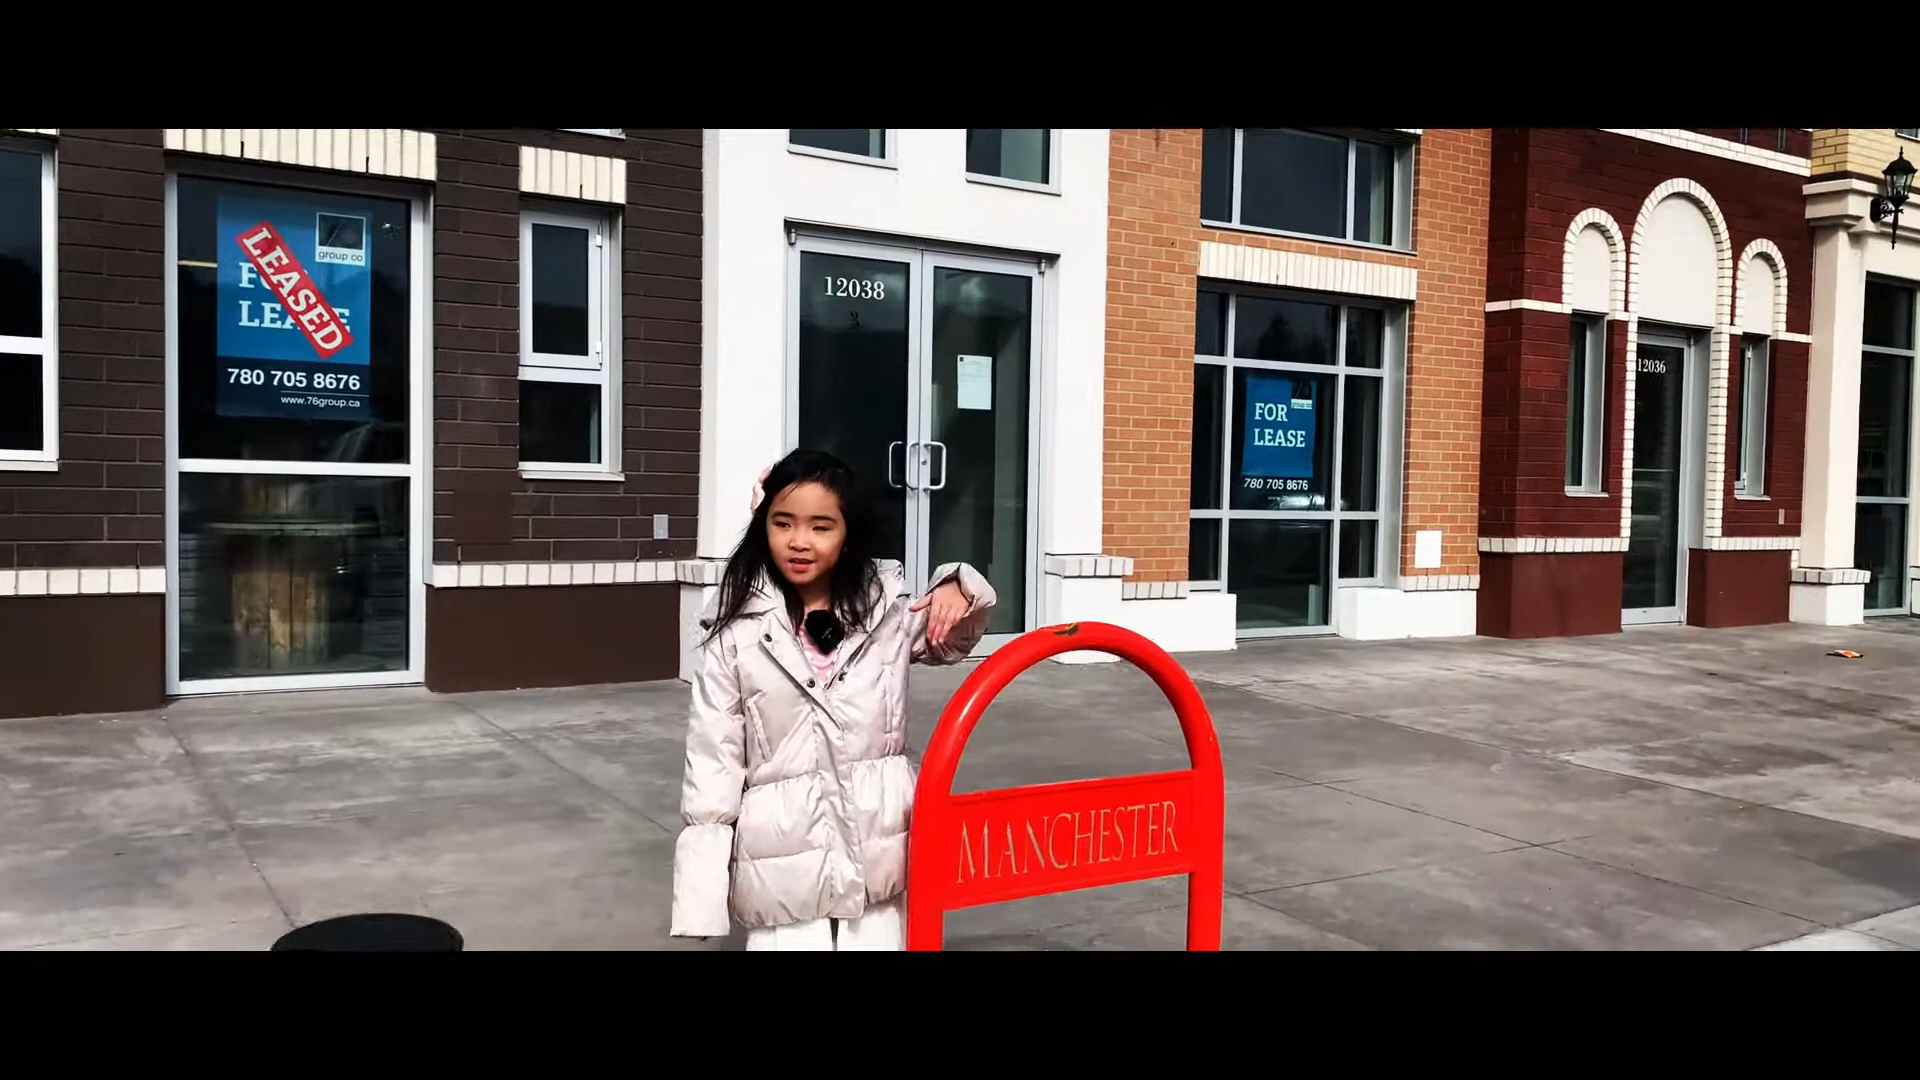 group co
FOR
LEASE
LEASED
780 705 8676
www.76group.ca
12038
FOR
LEASE
group co
780 705 8676
12036
MANCHESTER